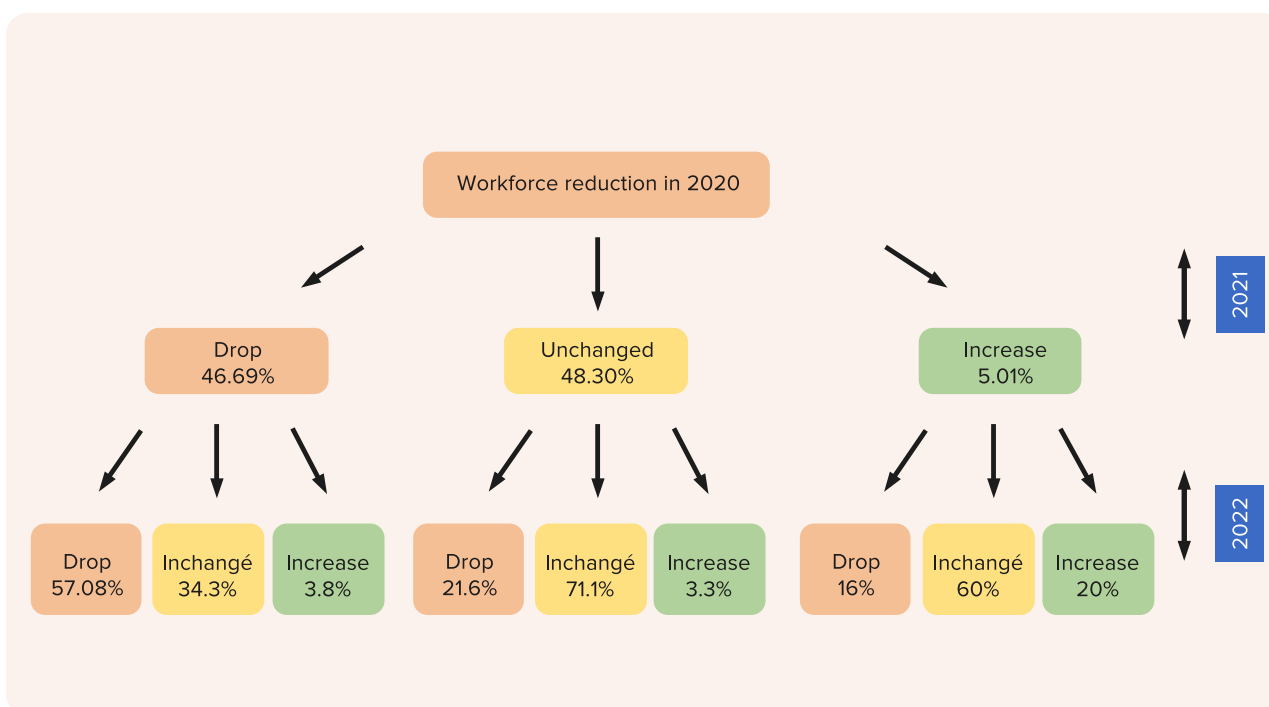 Workforce reduction in 2020
2021
Drop
46.69%
Unchanged
48.30%
Increase
5.01%
2022
Drop
57.08%
Inchangé
34.3%
Increase
3.8%
Drop
21.6%
Inchangé
71.1%
Increase
3.3%
Drop
16%
Inchangé
60%
Increase
20%